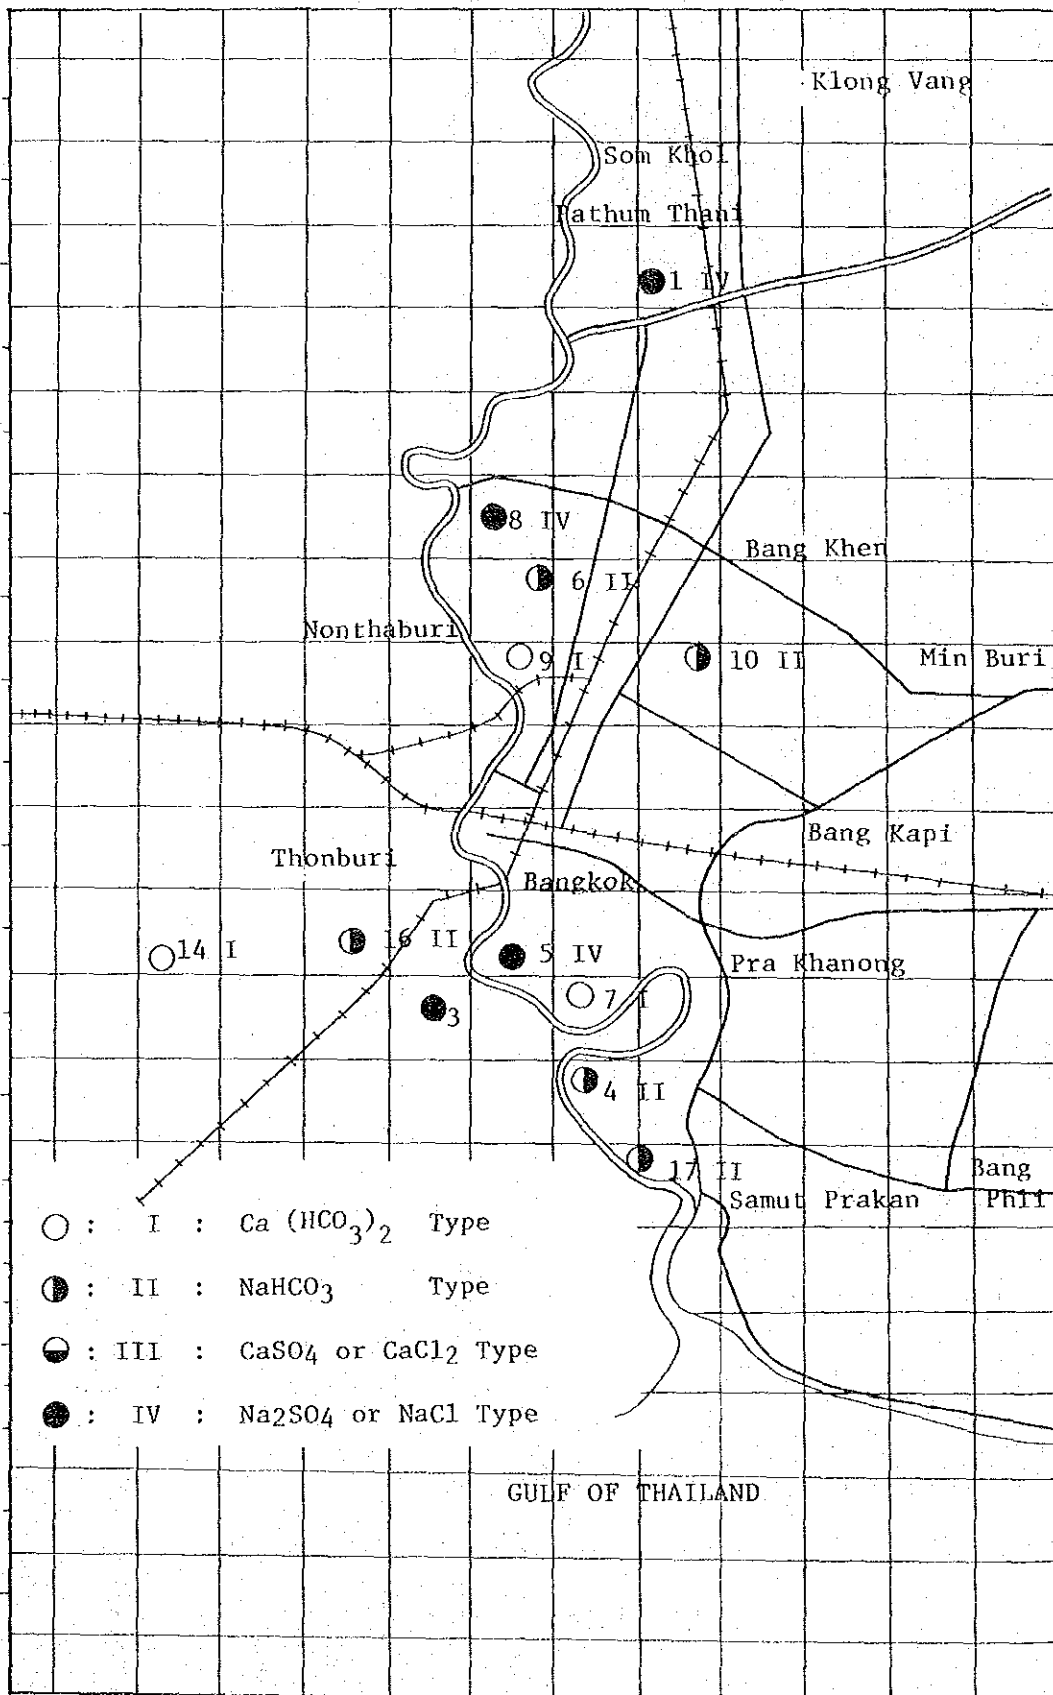 Klong Vang
Som Khoi
Pathum Thani
1 IV
8 IV
Bang Khen
6 II
Nonthaburi
9 I
10 II
Min Buri
Bang Kapi
Thonburi
Bangkok
14 I
16 II
5 IV
Pra Khanong
7 I
3
4 II
17 II
Bang
Phli
Samut Prakan
: I : Ca (HCO3)2 Type
: II : NaHCO3 Type
: III : CaSO4 or CaCl2 Type
: IV : Na2SO4 or NaCl Type
GULF OF THAILAND